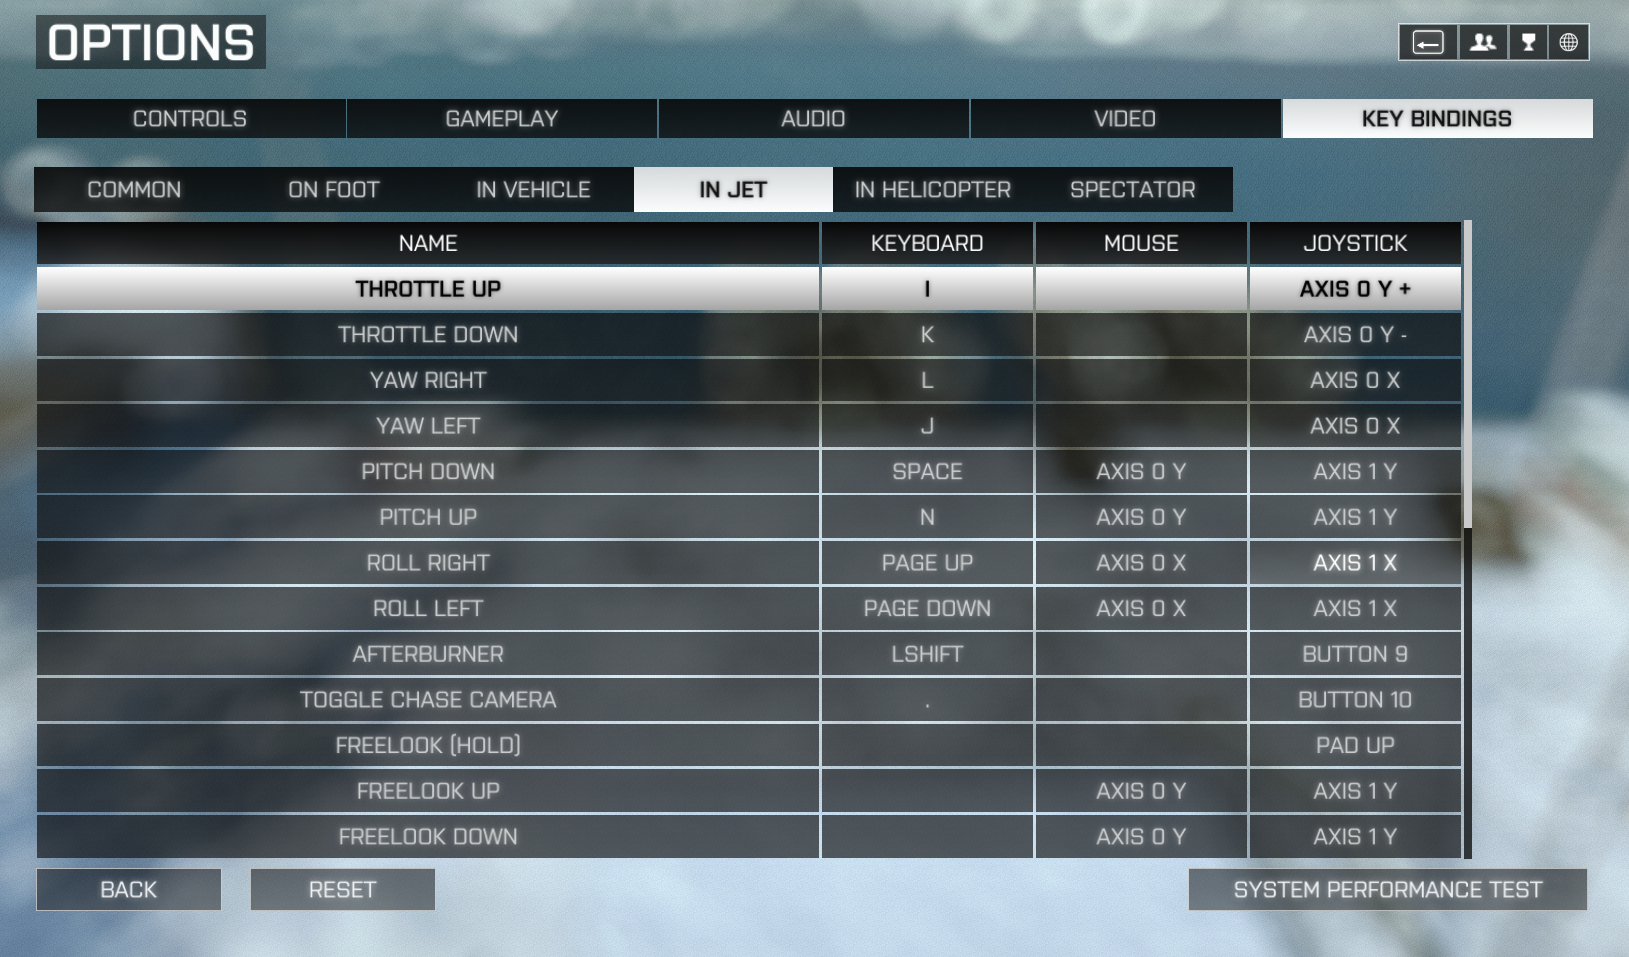 OPTIONS
CONTROLS GAMEPLAY AUDIO VIDEO KEY BINDINGS
COMMON ON FOOT IN VEHICLE IN JET IN HELICOPTER SPECTATOR
NAME KEYBOARD MOUSE JOYSTICK
THROTTLE UP I AXIS 0 Y +
THROTTLE DOWN K AXIS 0 Y -
YAW RIGHT L AXIS 0 X
YAW LEFT J AXIS 0 X
PITCH DOWN SPACE AXIS 0 Y AXIS 1 Y
PITCH UP N AXIS 0 Y AXIS 1 Y
ROLL RIGHT PAGE UP AXIS 0 X AXIS 1 X
ROLL LEFT PAGE DOWN AXIS 0 X AXIS 1 X
AFTERBURNER LSHIFT BUTTON 9
TOGGLE CHASE CAMERA . BUTTON 10
FREELOOK (HOLD) PAD UP
FREELOOK UP AXIS 0 Y AXIS 1 Y
FREELOOK DOWN AXIS 0 Y AXIS 1 Y
BACK RESET SYSTEM PERFORMANCE TEST